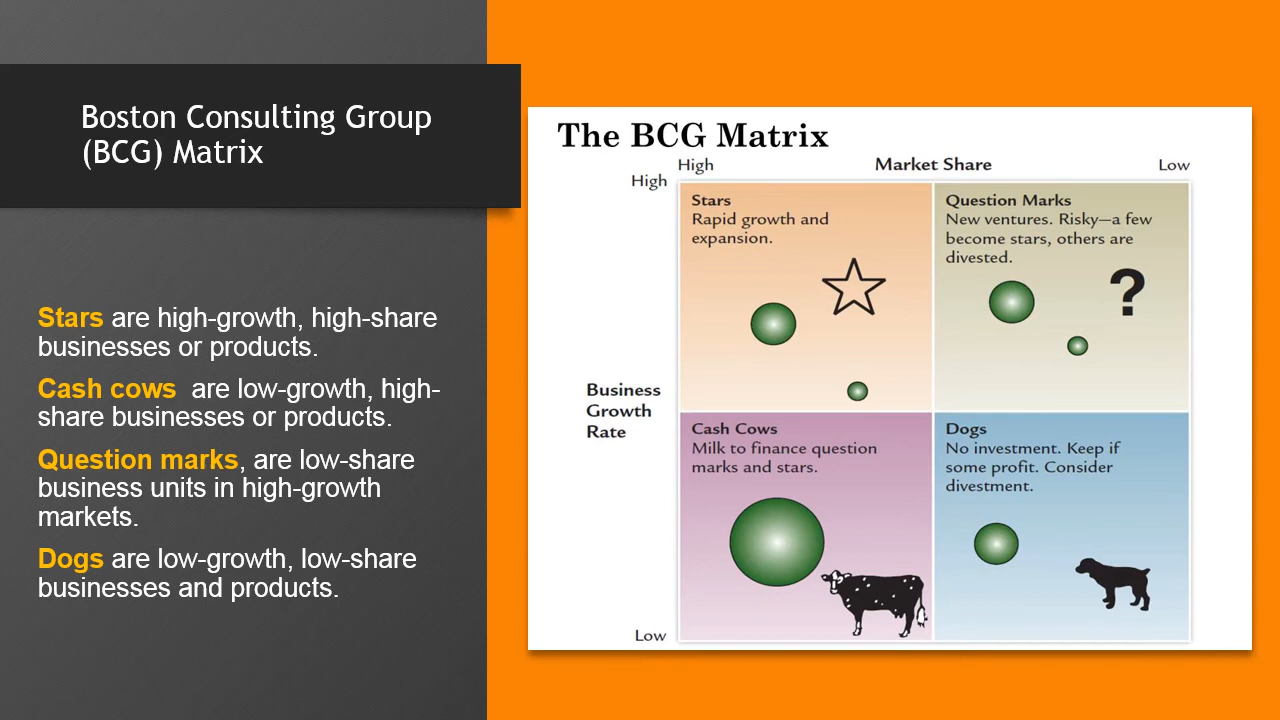 Boston Consulting Group
(BCG) Matrix
Stars are high-growth, high-share
businesses or products.
Cash cows  are low-growth, high-
share businesses or products.
Question marks, are low-share
business units in high-growth
markets.
Dogs are low-growth, low-share
businesses and products.
The BCG Matrix
High
Market Share
Low
High
Stars
Rapid growth and
expansion.
Question Marks
New ventures. Risky—a few
become stars, others are
divested.
?
Business
Growth
Rate
Cash Cows
Milk to finance question
marks and stars.
Dogs
No investment. Keep if
some profit. Consider
divestment.
Low